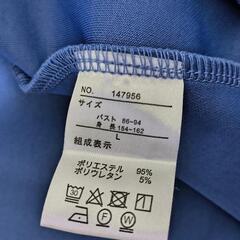 NO. 147956
サイズ
バスト 86-94
身長 154-162
L
組成表示
ポリエステル 95%
ポリウレタン 5%
30
P F W